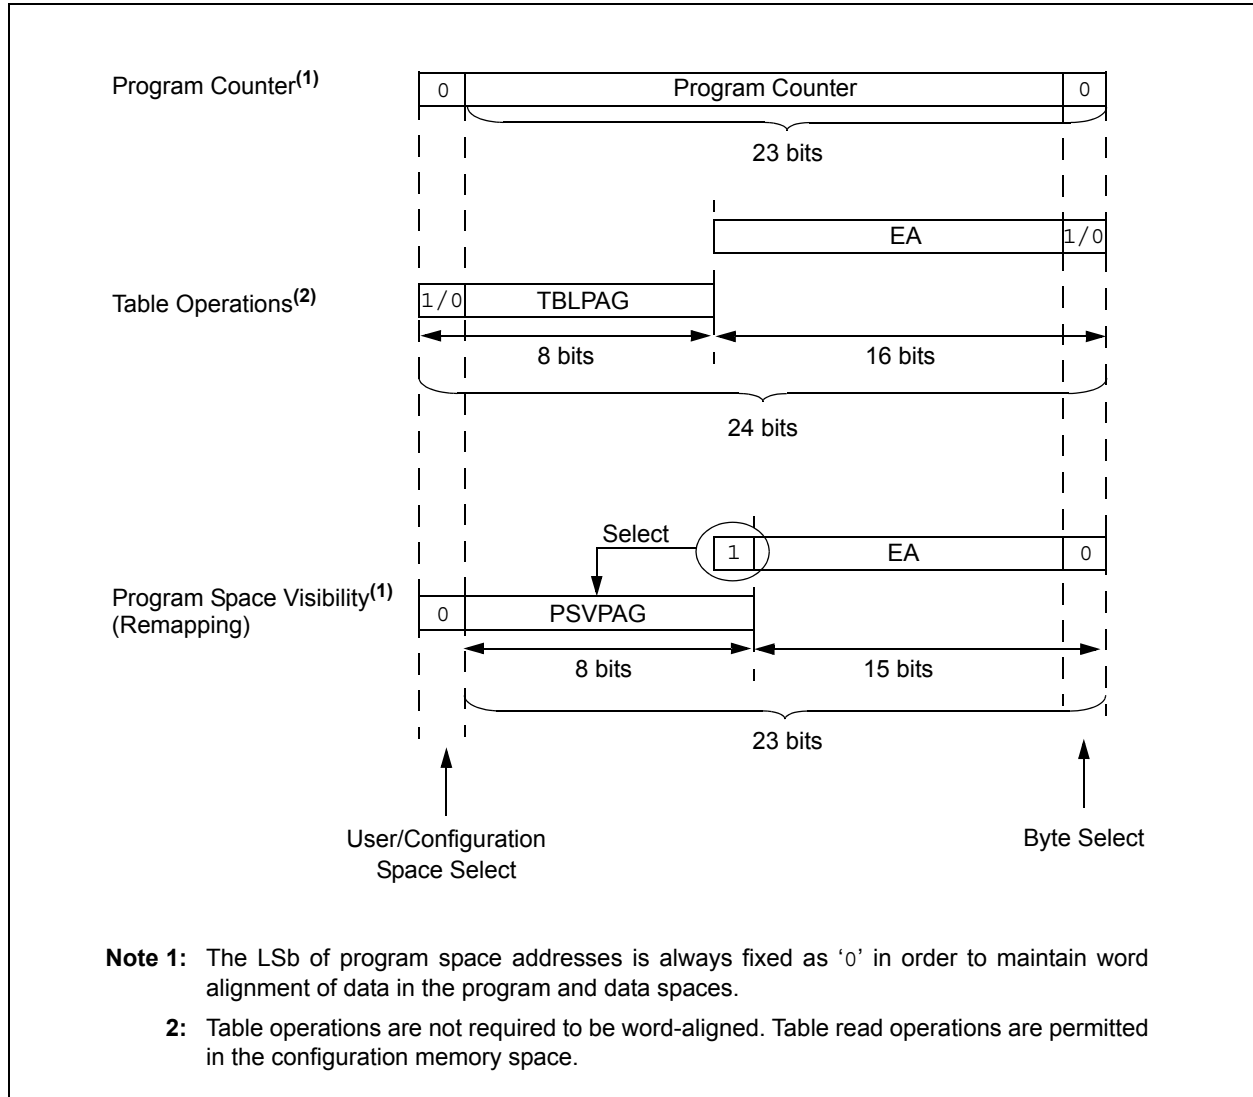 Program Counter(1)
0 Program Counter 0
23 bits
EA 1/0
Table Operations(2)
1/0 TBLPAG
8 bits 16 bits
24 bits
Select
1 EA 0
Program Space Visibility(1)
(Remapping)
0 PSVPAG
8 bits 15 bits
23 bits
User/Configuration
Space Select
Byte Select
Note 1: The LSb of program space addresses is always fixed as ‘0’ in order to maintain word
alignment of data in the program and data spaces.
2: Table operations are not required to be word-aligned. Table read operations are permitted
in the configuration memory space.